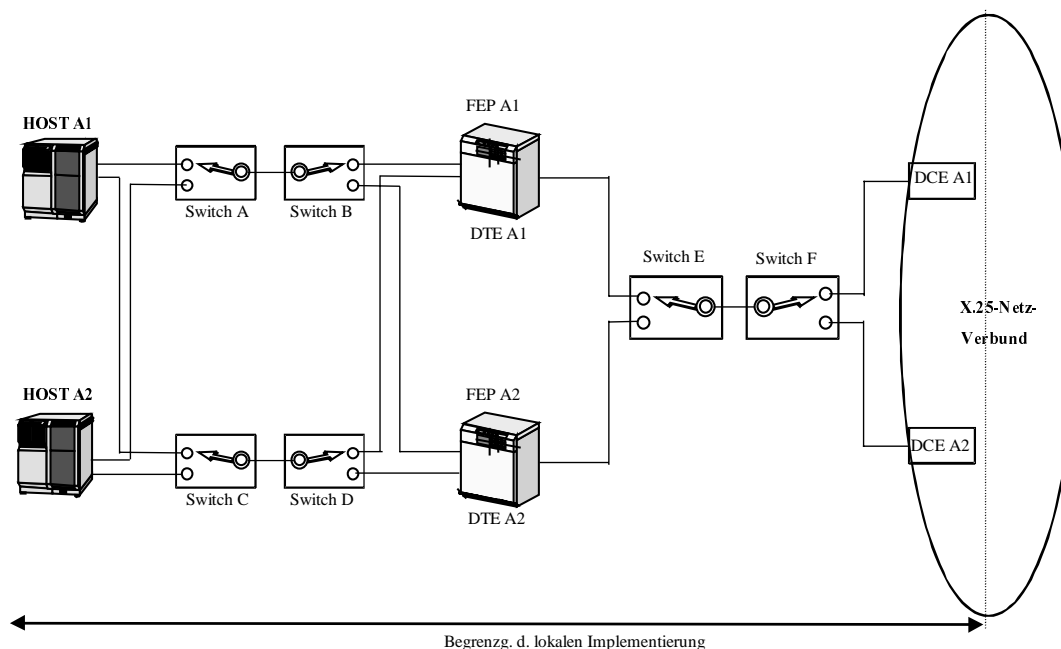 FEP A1
HOST A1
DCE A1
Switch A
Switch B
DTE A1
Switch E
Switch F
X.25-Netz-
Verbund
HOST A2
FEP A2
DCE A2
Switch C
Switch D
DTE A2
Begrenzg. d. lokalen Implementierung